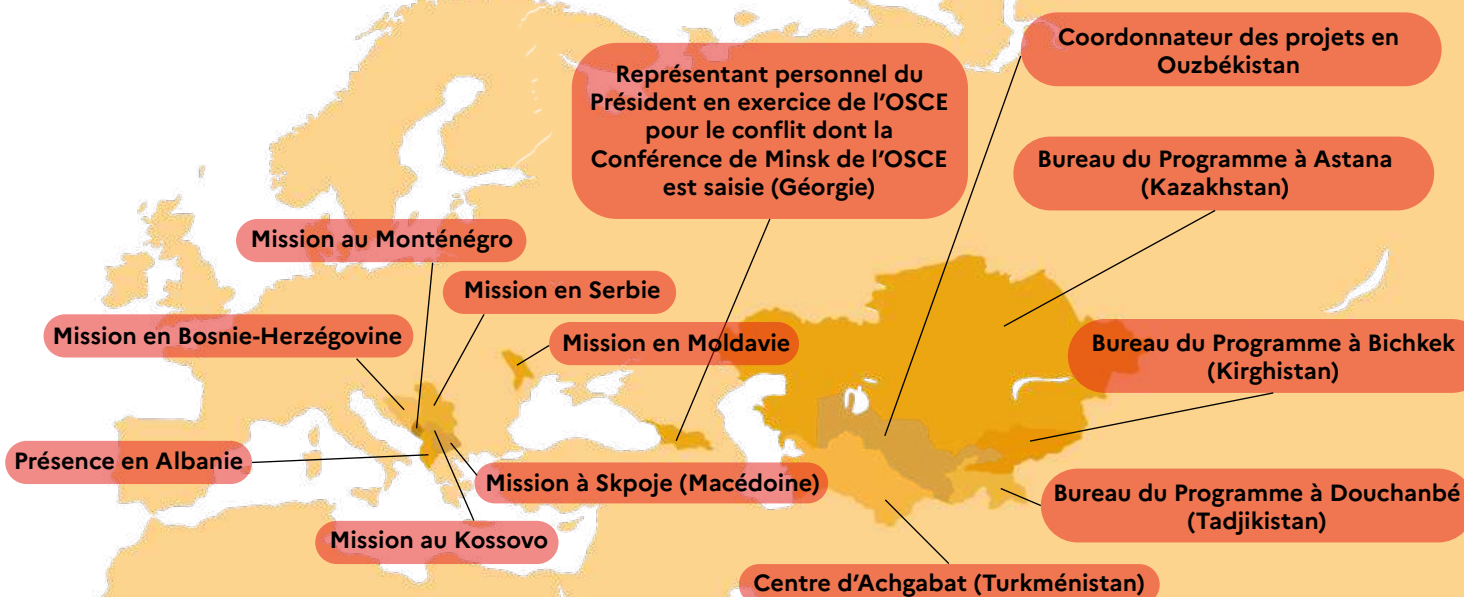 Coordonnateur des projets en
Ouzbékistan
Représentant personnel du
Président en exercice de l'OSCE
pour le conflit dont la
Conférence de Minsk de l'OSCE
est saisie (Géorgie)
Bureau du Programme à Astana
(Kazakhstan)
Mission au Monténégro
Mission en Serbie
Mission en Bosnie-Herzégovine
Mission en Moldavie
Bureau du Programme à Bichkek
(Kirghistan)
Présence en Albanie
Mission à Skpoje (Macédoine)
Bureau du Programme à Douchanbé
(Tadjikistan)
Mission au Kossovo
Centre d'Achgabat (Turkménistan)